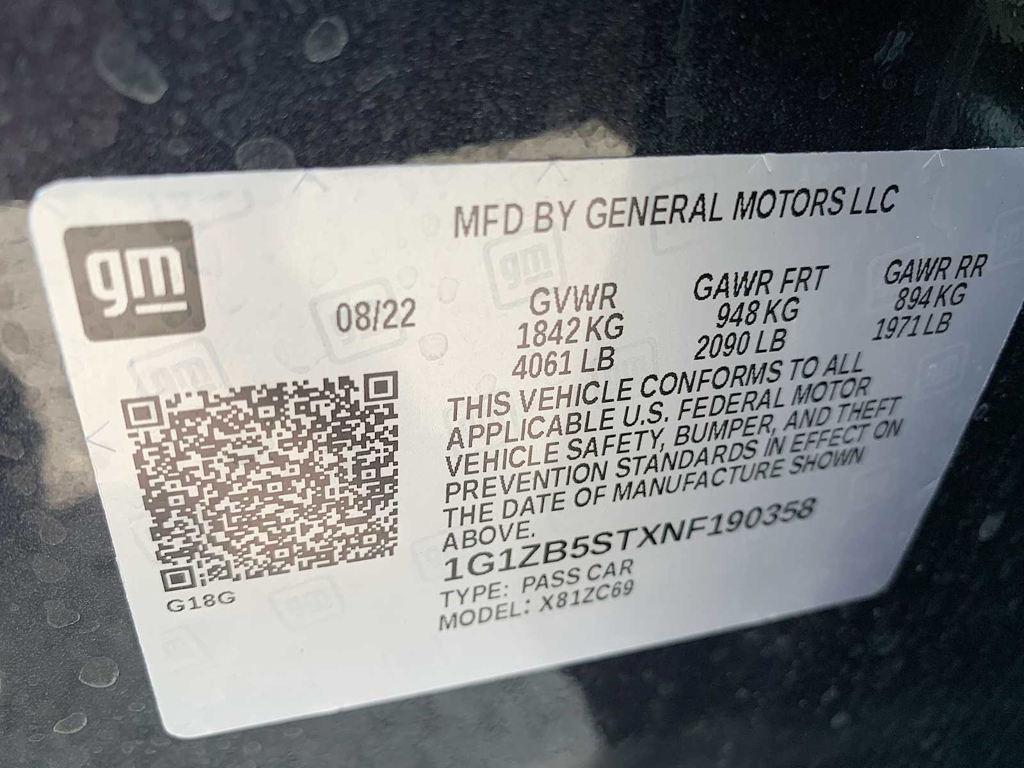 gm
MFD BY GENERAL MOTORS LLC
08/22
GVWR
1842 KG
4061 LB
GAWR FRT
948 KG
2090 LB
GAWR RR
894 KG
1971 LB
THIS VEHICLE CONFORMS TO ALL
APPLICABLE U.S. FEDERAL MOTOR
VEHICLE SAFETY, BUMPER, AND THEFT
PREVENTION STANDARDS IN EFFECT ON
THE DATE OF MANUFACTURE SHOWN
ABOVE.
1G1ZB5STXNF190358
TYPE: PASS CAR
MODEL: X81ZC69
G18G